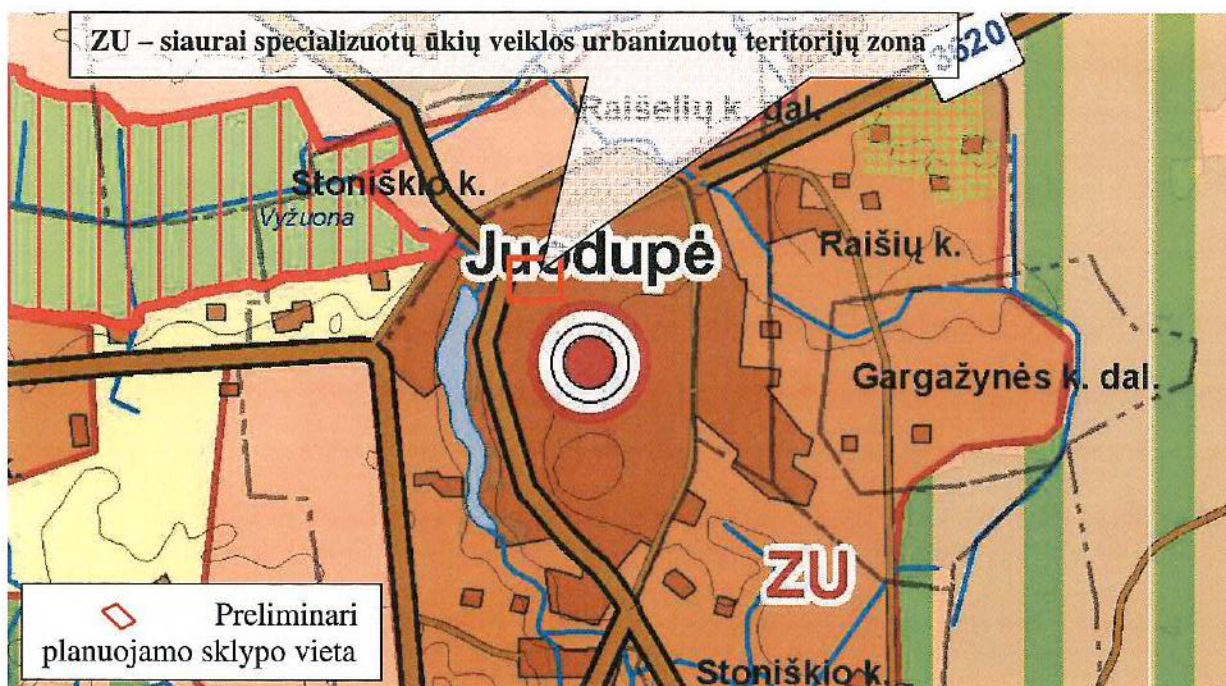 ZU – siaurai specializuotų ūkių veiklos urbanizuotų teritorijų zona
3620
Raišelių k. dal.
Stoniškio k.
Vyžuona
Juodupė
Raišių k.
Gargažynės k. dal.
k.
ZU
Preliminari
planuojamo sklypo vieta
Stoniškio k.